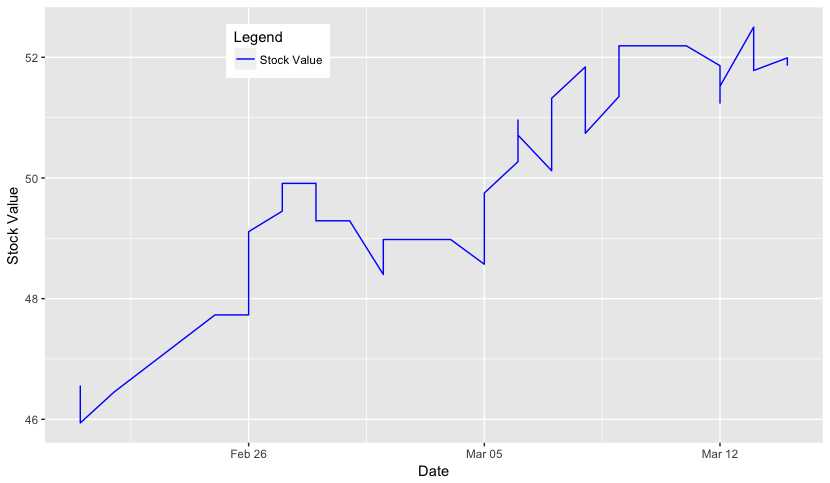 Legend
Stock Value
52
50
48
46
Stock Value
Feb 26
Mar 05
Mar 12
Date